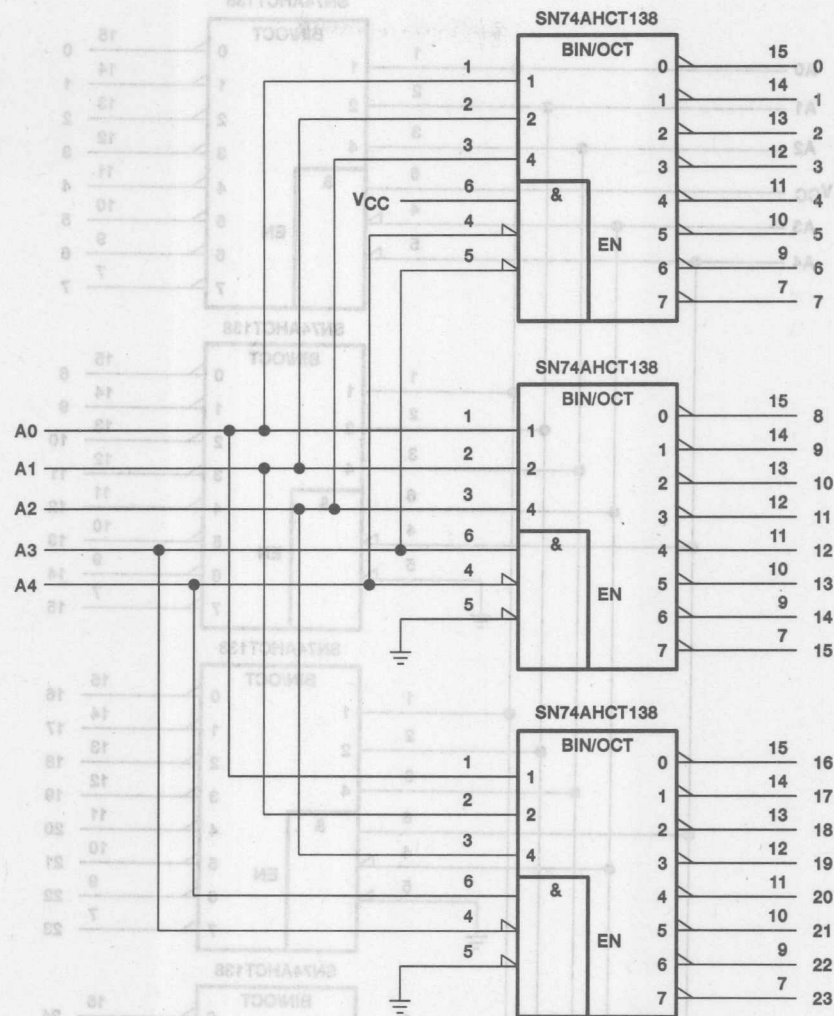 SN74AHCT138
BIN/OCT
1 1 0 15 0
2 2 1 14 1
3 4 2 13 2
6 VCC & 3 12 3
4 EN 4 11 4
5 5 10 5
6 9 6
7 7 7
SN74AHCT138
BIN/OCT
A0 1 1 0 15 8
A1 2 2 1 14 9
A2 3 4 2 13 10
A3 6 & 3 12 11
A4 4 EN 4 11 12
5 5 10 13
6 9 14
7 7 15
SN74AHCT138
BIN/OCT
1 1 0 15 16
2 2 1 14 17
3 4 2 13 18
6 & 3 12 19
4 EN 4 11 20
5 5 10 21
6 9 22
7 7 23